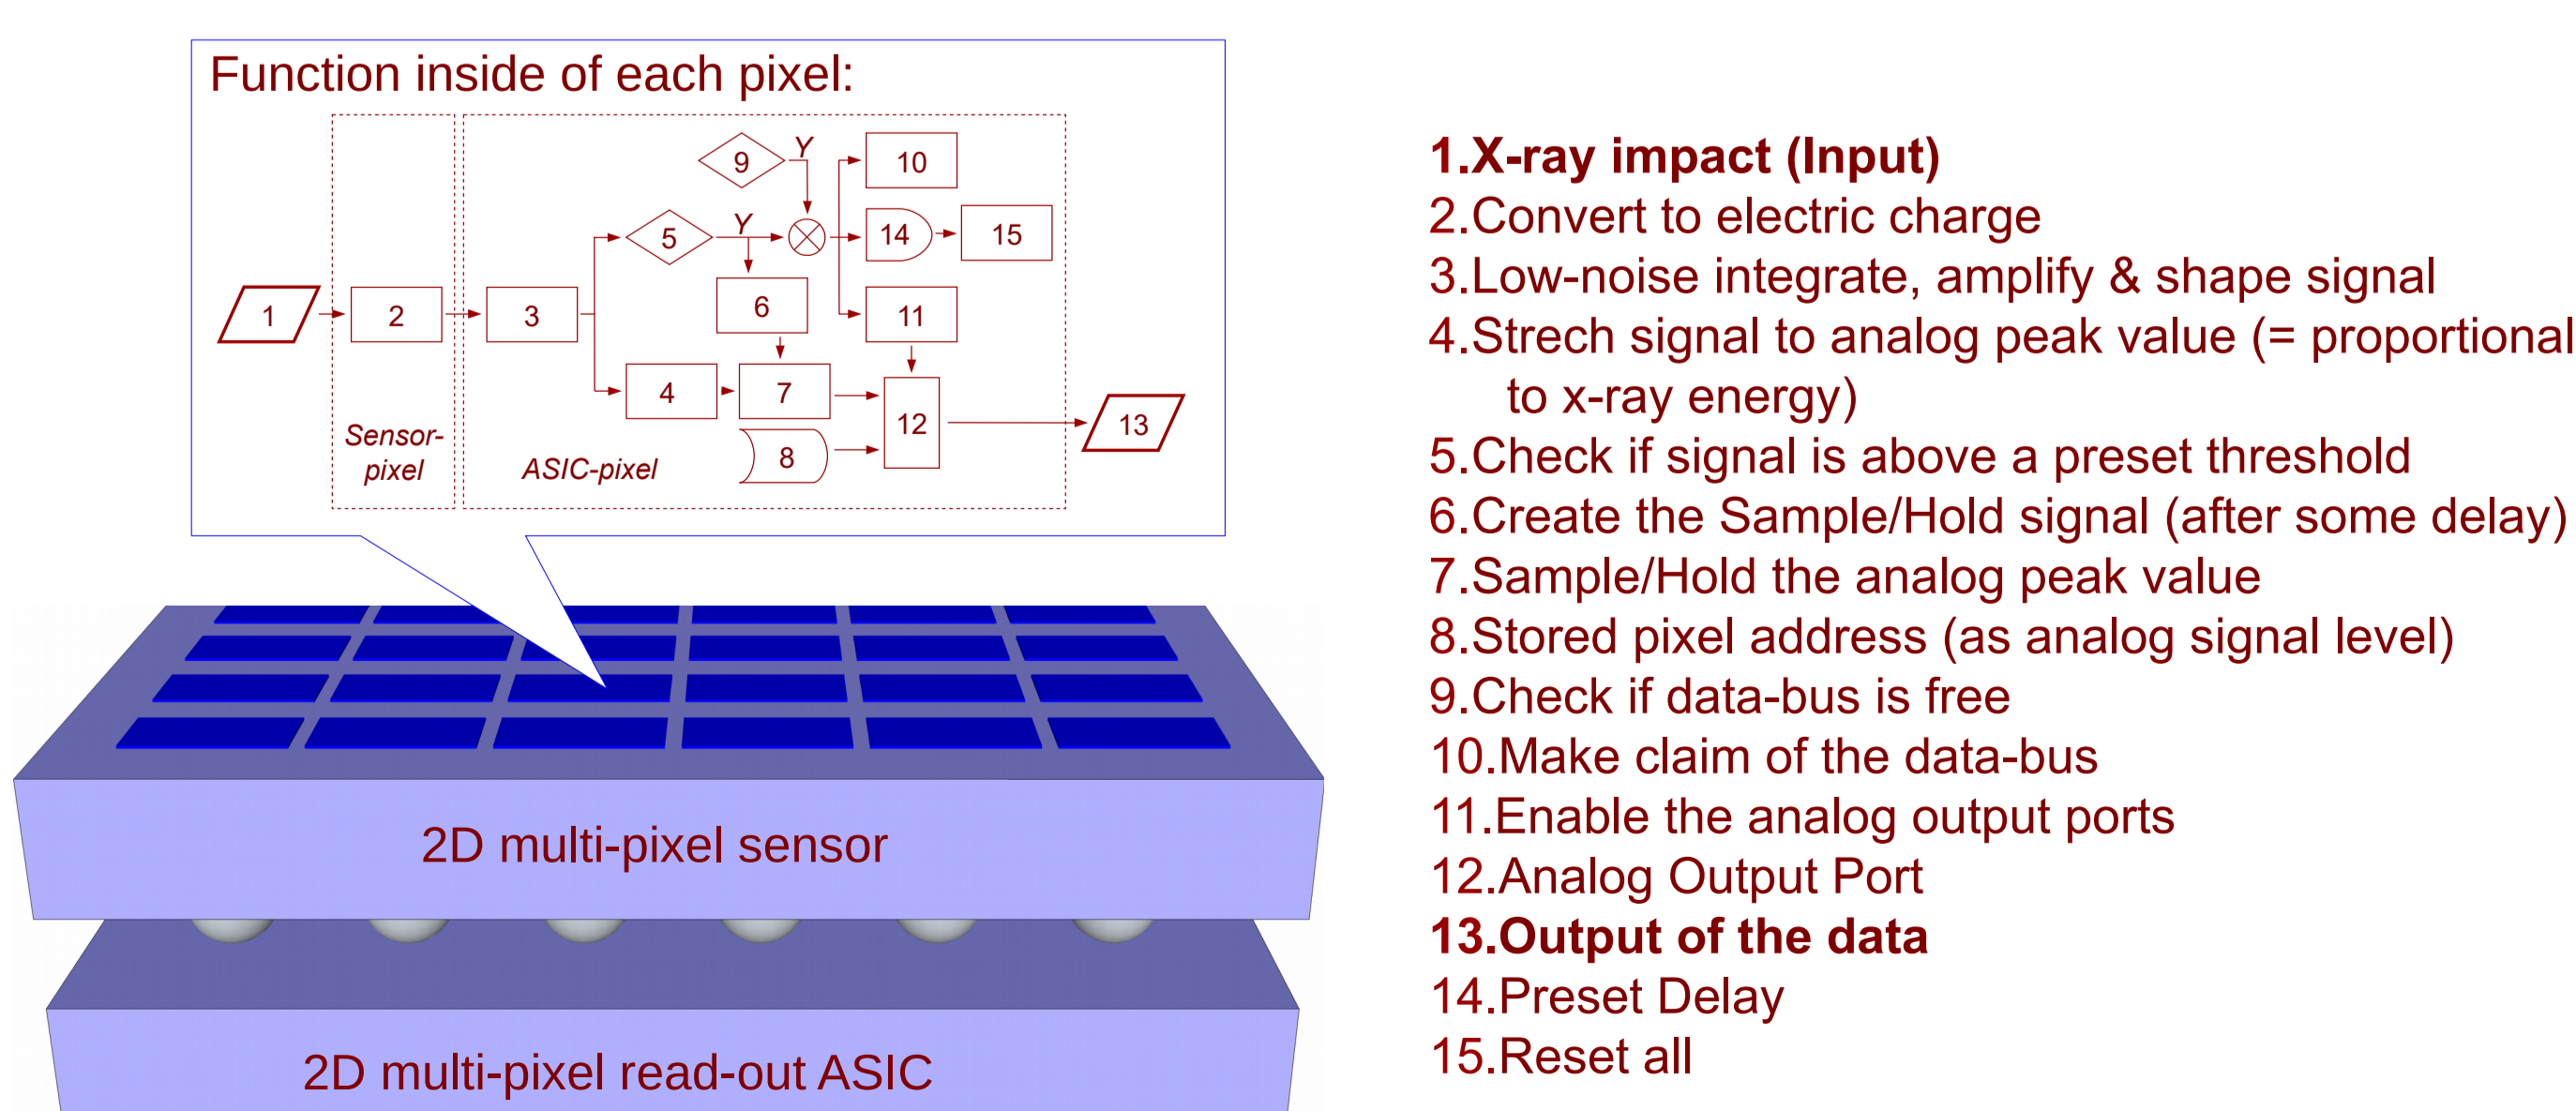 Function inside of each pixel:
9 Y 10
5 Y 14 15
1 2 3 6 11
4 7 12 13
8
Sensor-
pixel
ASIC-pixel
2D multi-pixel sensor
2D multi-pixel read-out ASIC
1.X-ray impact (Input)
2.Convert to electric charge
3.Low-noise integrate, amplify & shape signal
4.Strech signal to analog peak value (= proportional
to x-ray energy)
5.Check if signal is above a preset threshold
6.Create the Sample/Hold signal (after some delay)
7.Sample/Hold the analog peak value
8.Stored pixel address (as analog signal level)
9.Check if data-bus is free
10.Make claim of the data-bus
11.Enable the analog output ports
12.Analog Output Port
13.Output of the data
14.Preset Delay
15.Reset all